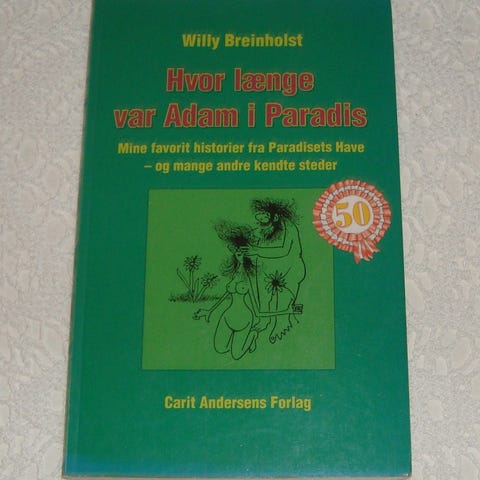 Willy Breinholst
Hvor længe
var Adam i Paradis
Mine favorit historier fra Paradisets Have
– og mange andre kendte steder
50
Carit Andersens Forlag